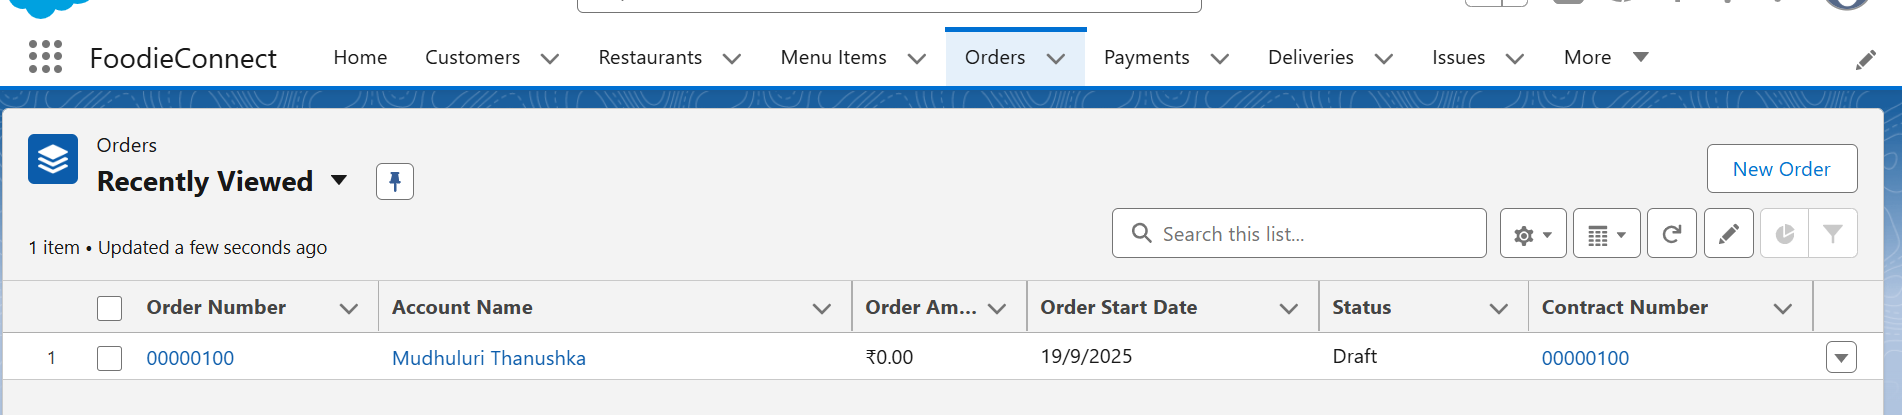 FoodieConnect Home Customers Restaurants Menu Items Orders Payments Deliveries Issues More
Orders
Recently Viewed
New Order
Search this list...
1 item • Updated a few seconds ago
Order Number Account Name Order Am... Order Start Date Status Contract Number
1 00000100 Mudhuluri Thanushka ₹0.00 19/9/2025 Draft 00000100